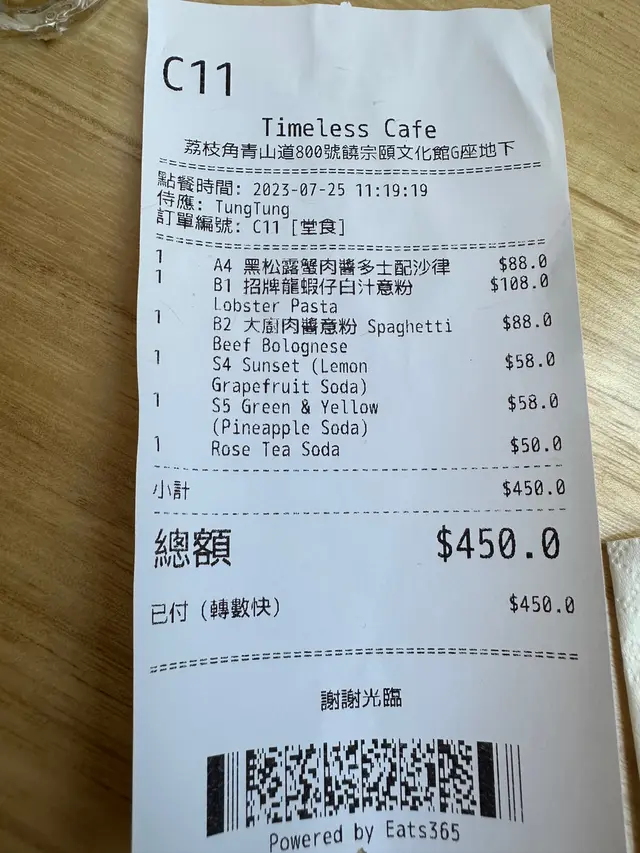 C11
Timeless Cafe
荔枝角青山道800號饒宗頤文化館G座地下
點餐時間: 2023-07-25 11:19:19
侍應: TungTung
訂單編號: C11 [堂食]
1 A4 黑松露蟹肉醬多士配沙律 $88.0
1 B1 招牌龍蝦仔白汁意粉 $108.0
Lobster Pasta
1 B2 大廚肉醬意粉 Spaghetti $88.0
Beef Bolognese
1 S4 Sunset (Lemon $58.0
Grapefruit Soda)
1 S5 Green & Yellow $58.0
(Pineapple Soda)
1 Rose Tea Soda $50.0
小計 $450.0
總額 $450.0
已付 (轉數快) $450.0
謝謝光臨
Powered by Eats365